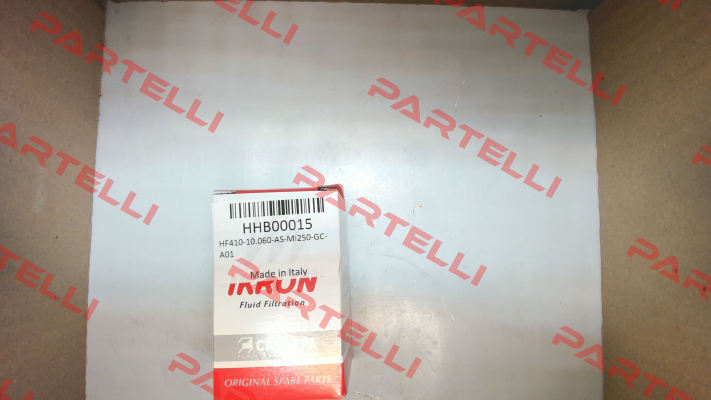 PARTELLI
PARTELLI
PARTELLI
PARTELLI
PARTELLI
PARTELLI
PARTELLI
PARTELLI
PARTELLI
HHB00015
HF410-10.060-AS-MI250-GC-
A01
Made in Italy
IKRON
Fluid Filtration
ORIGINAL SPARE PARTS